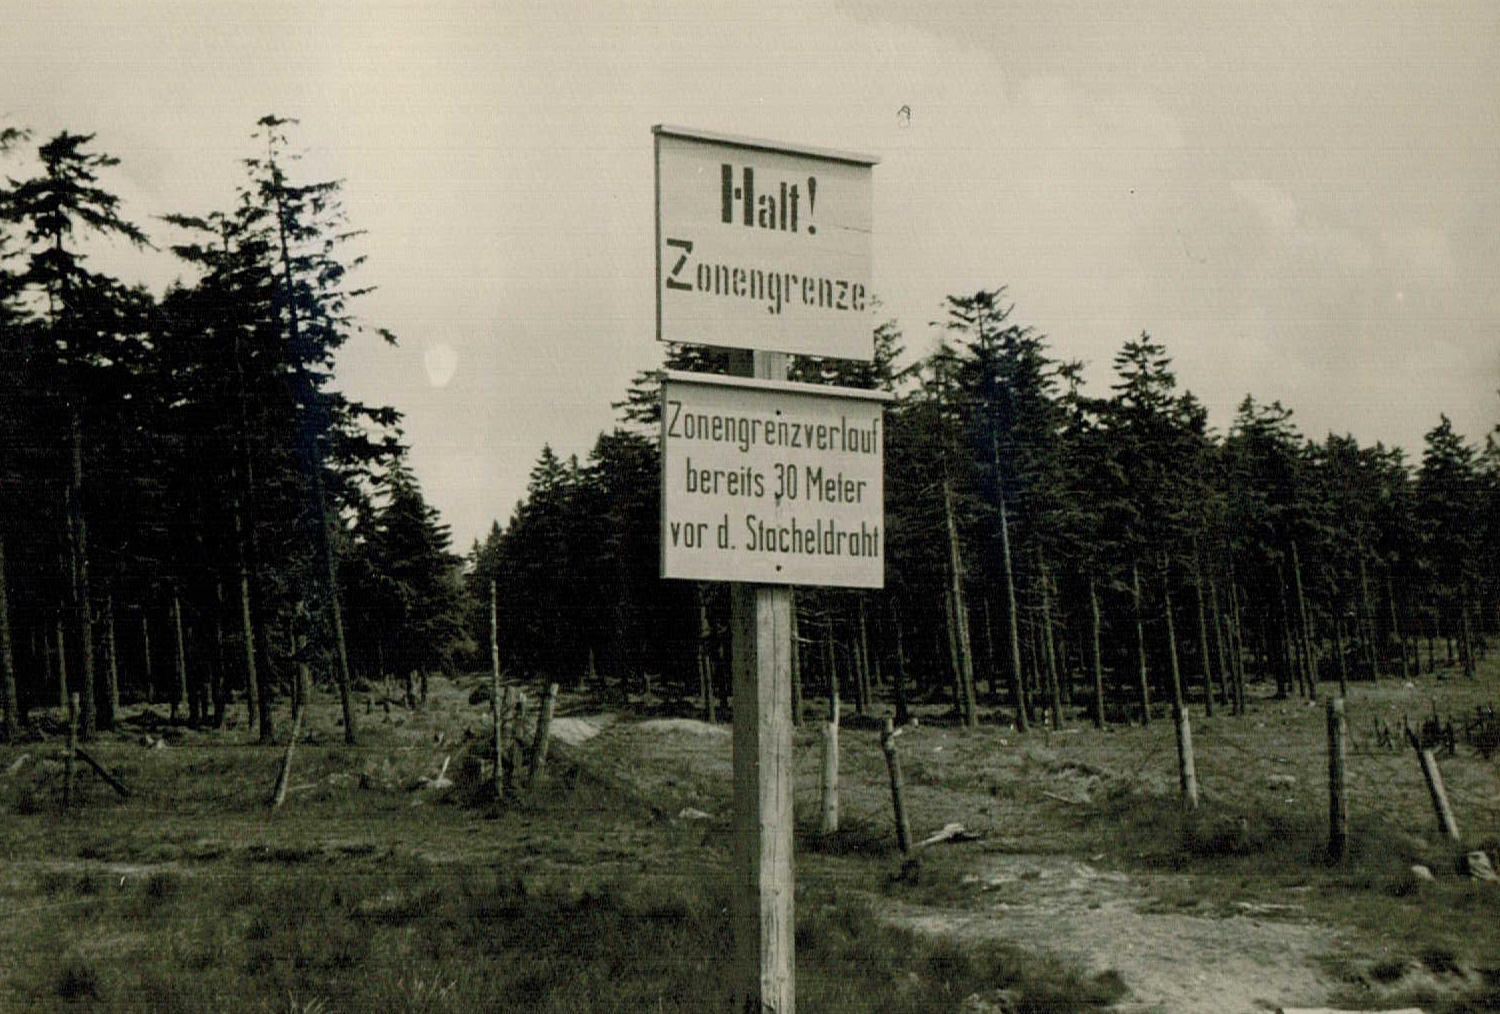 Halt!
Zonengrenze
Zonengrenzverlauf
bereits 30 Meter
vor d. Stacheldraht